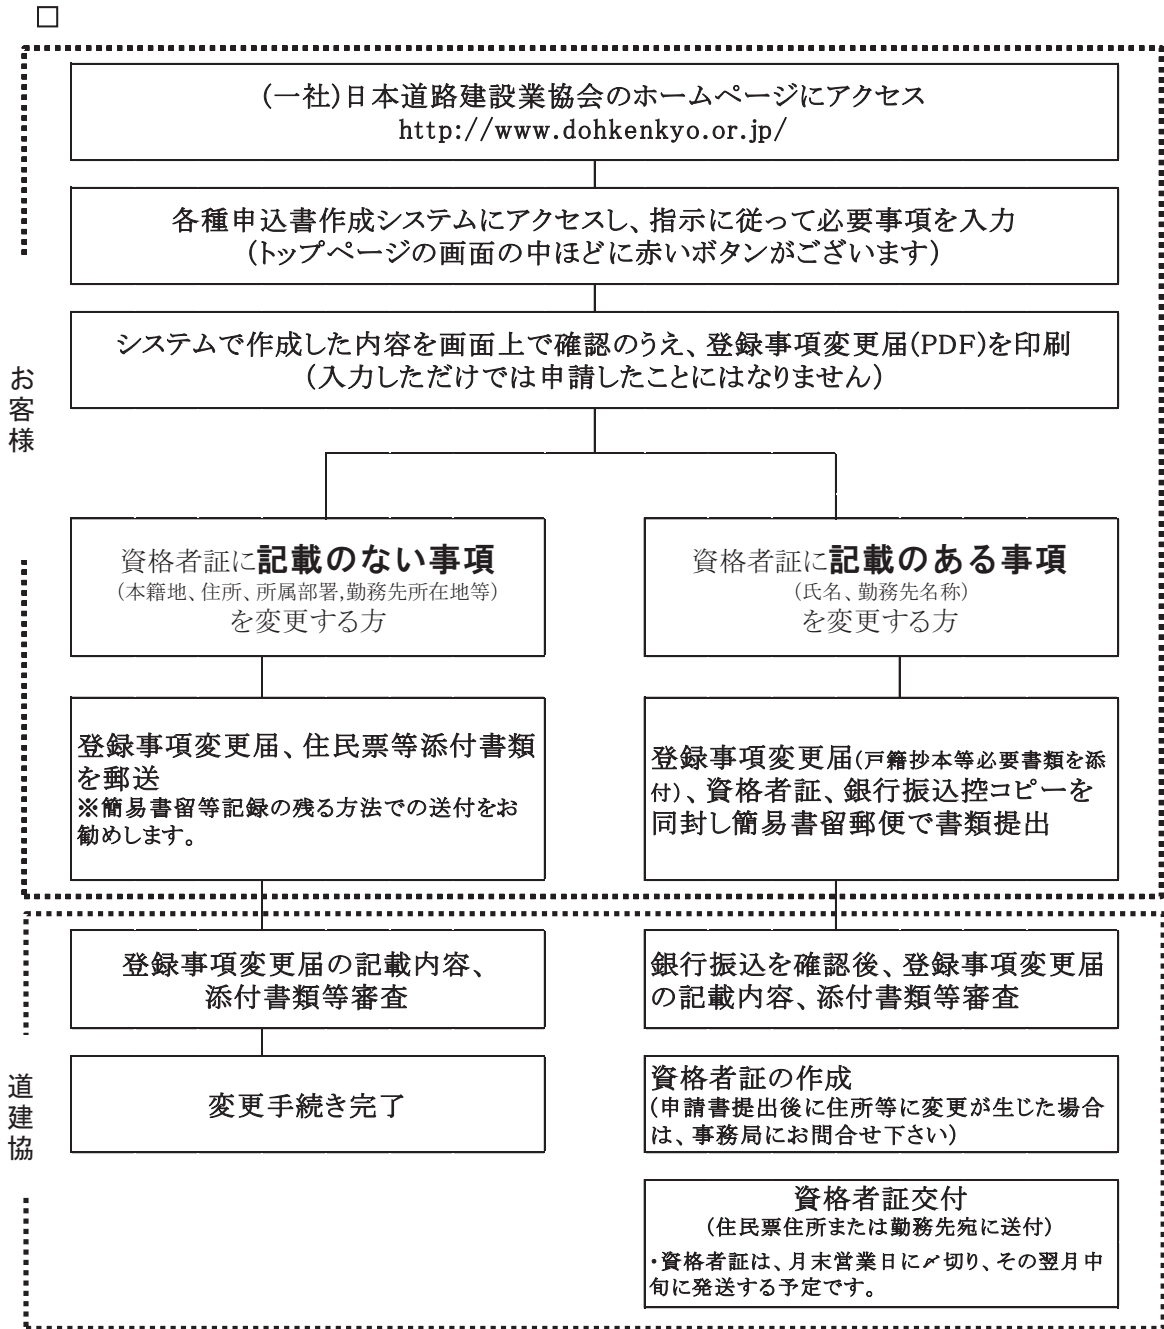 (一社)日本道路建設業協会のホームページにアクセス
http://www.dohkenkyo.or.jp/
各種申込書作成システムにアクセスし、指示に従って必要事項を入力
(トップページの画面の中ほどに赤いボタンがございます)
システムで作成した内容を画面上で確認のうえ、登録事項変更届(PDF)を印刷
(入力しただけでは申請したことにはなりません)
お客様
資格者証に記載のない事項
(本籍地、住所、所属部署,勤務先所在地等)
を変更する方
資格者証に記載のある事項
(氏名、勤務先名称)
を変更する方
登録事項変更届、住民票等添付書類
を郵送
※簡易書留等記録の残る方法での送付をお
勧めします。
登録事項変更届(戸籍抄本等必要書類を添
付)、資格者証、銀行振込控コピーを
同封し簡易書留郵便で書類提出
道建協
登録事項変更届の記載内容、
添付書類等審査
変更手続き完了
銀行振込を確認後、登録事項変更届
の記載内容、添付書類等審査
資格者証の作成
(申請書提出後に住所等に変更が生じた場合
は、事務局にお問合せ下さい)
資格者証交付
(住民票住所または勤務先宛に送付)
・資格者証は、月末営業日に〆切り、その翌月中
旬に発送する予定です。